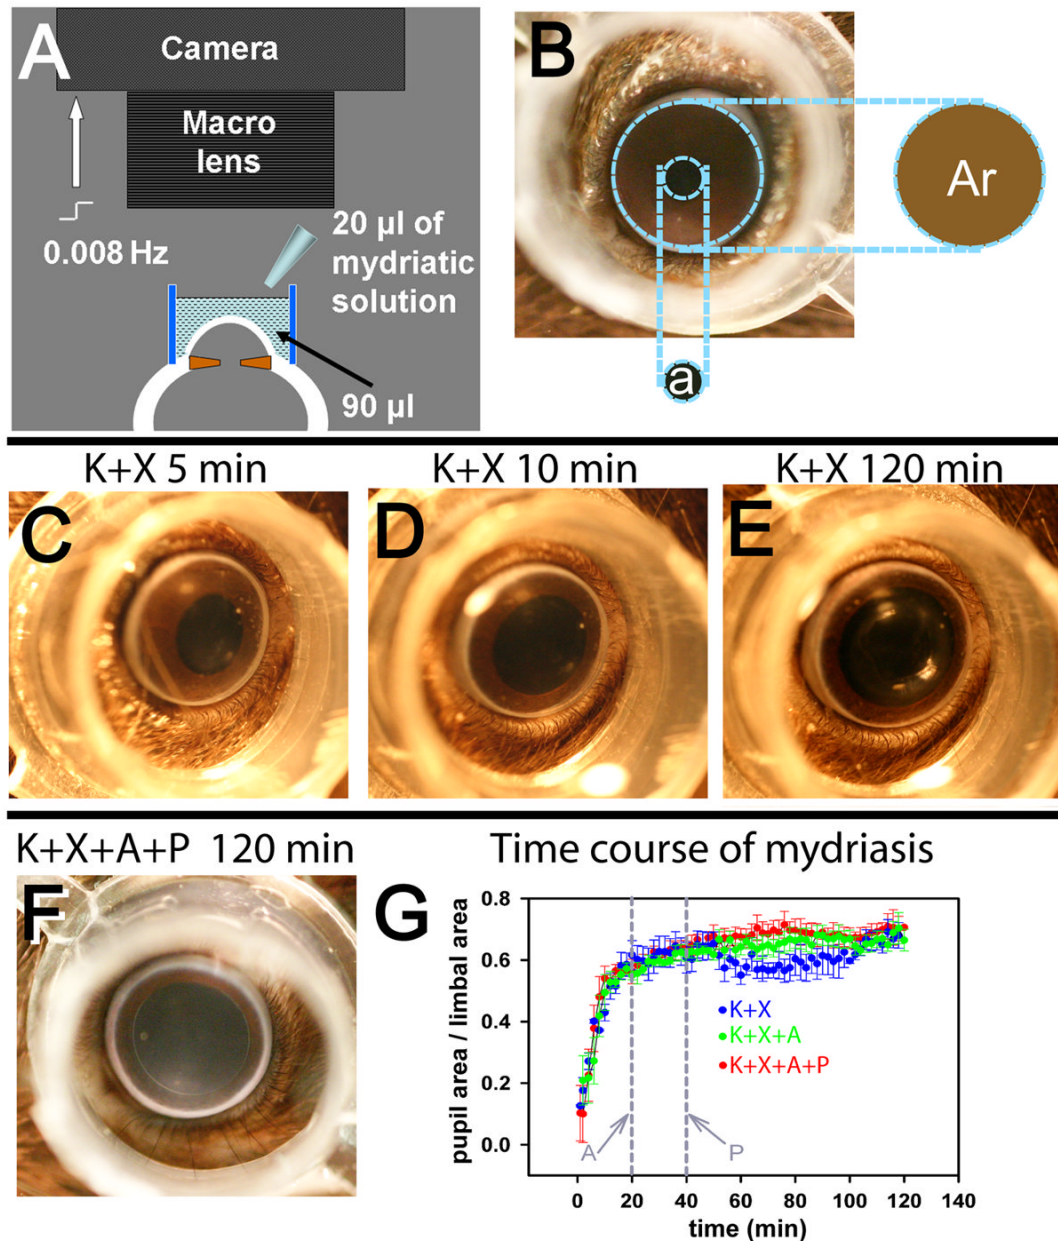 A
Camera
Macro
lens
0.008 Hz
20 µl of
mydriatic
solution
90 µl
B
Ar
a
K+X 5 min
K+X 10 min
K+X 120 min
C
D
E
K+X+A+P 120 min
Time course of mydriasis
F
G
pupil area / limbal area
0.8
0.6
0.4
0.2
0.0
K+X
K+X+A
K+X+A+P
A
P
0 20 40 60 80 100 120 140
time (min)